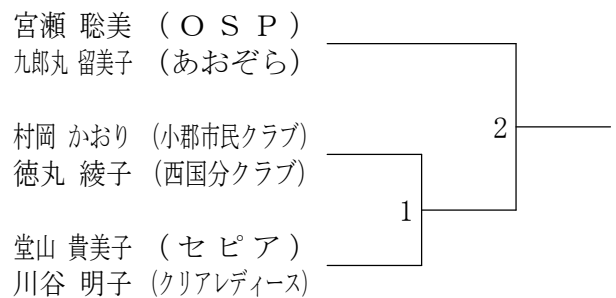 宮瀬 聡美 （ＯＳＰ）
九郎丸 留美子 （あおぞら）
村岡 かおり （小郡市民クラブ）
徳丸 綾子 （西国分クラブ）
堂山 貴美子 （セピア）
川谷 明子 （クリアレディース）
2
1